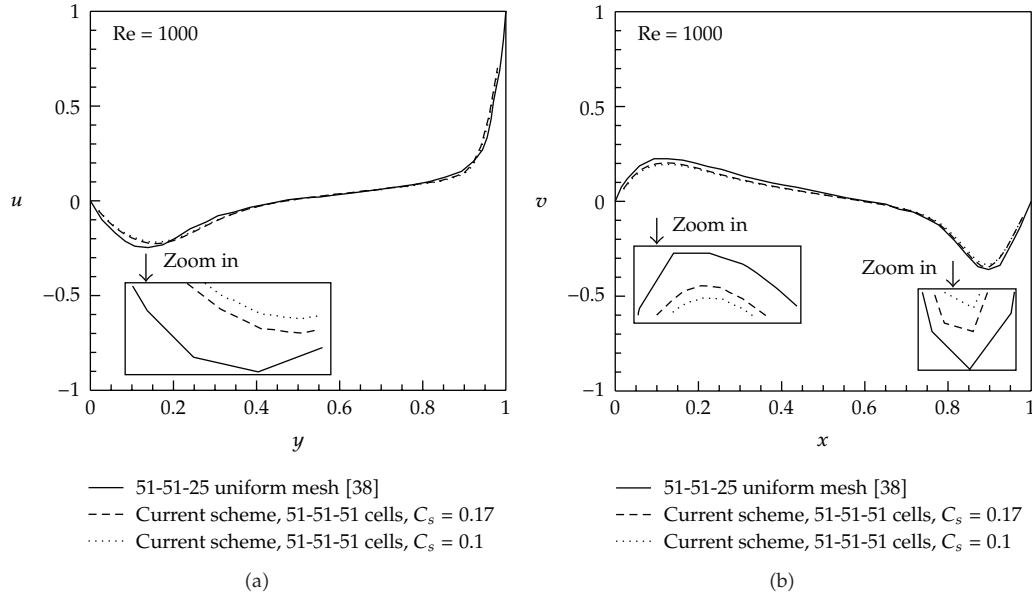 Re = 1000
1
0.5
0
−0.5
−1
u
Zoom in
0
0.2
0.4
0.6
0.8
1
y
51-51-25 uniform mesh [38]
Current scheme, 51-51-51 cells, Cs = 0.17
Current scheme, 51-51-51 cells, Cs = 0.1
(a)
Re = 1000
1
0.5
0
−0.5
−1
v
Zoom in
Zoom in
0
0.2
0.4
0.6
0.8
1
x
51-51-25 uniform mesh [38]
Current scheme, 51-51-51 cells, Cs = 0.17
Current scheme, 51-51-51 cells, Cs = 0.1
(b)